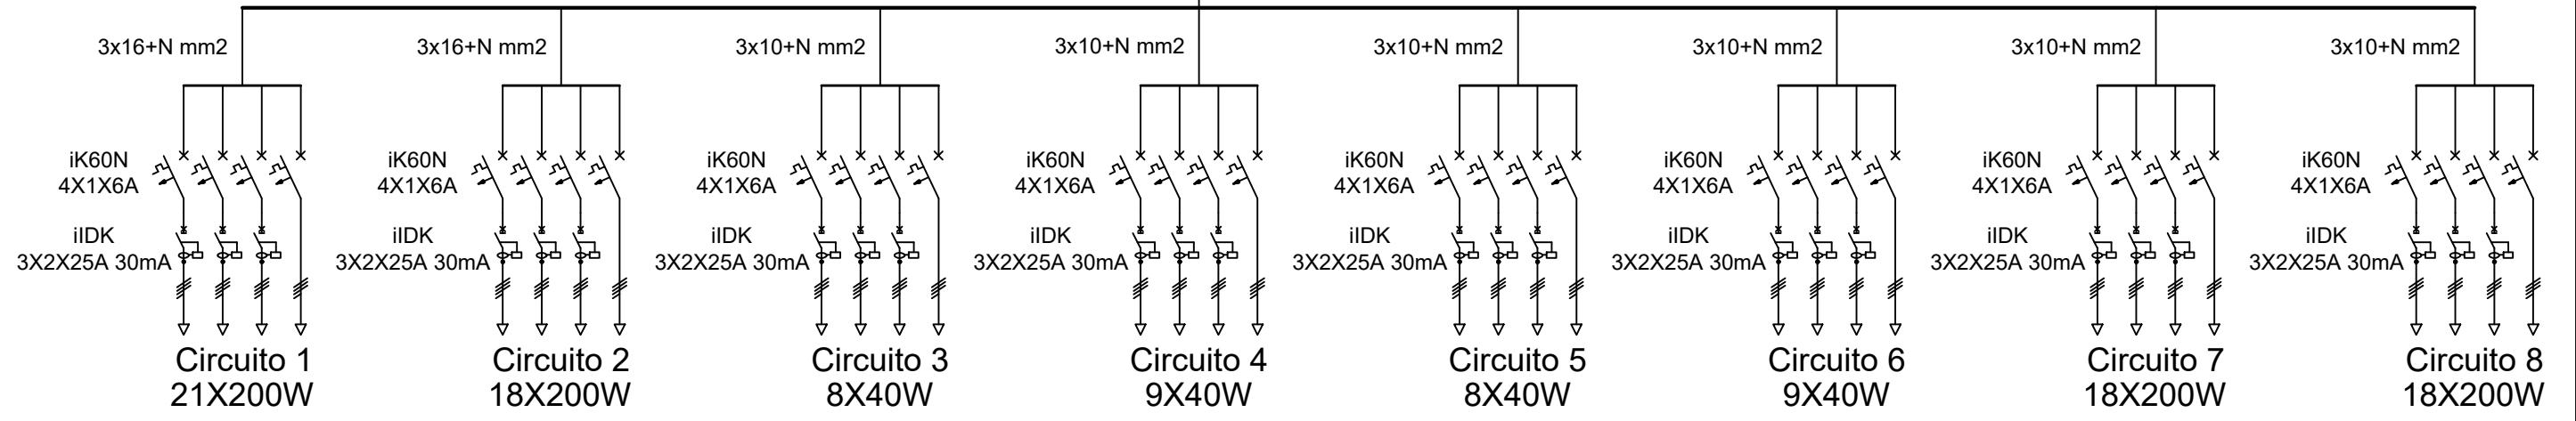 3x16+N mm2
3x16+N mm2
3x10+N mm2
3x10+N mm2
3x10+N mm2
3x10+N mm2
3x10+N mm2
3x10+N mm2
iK60N
4X1X6A
iK60N
4X1X6A
iK60N
4X1X6A
iK60N
4X1X6A
iK60N
4X1X6A
iK60N
4X1X6A
iK60N
4X1X6A
iK60N
4X1X6A
iIDK
3X2X25A 30mA
iIDK
3X2X25A 30mA
iIDK
3X2X25A 30mA
iIDK
3X2X25A 30mA
iIDK
3X2X25A 30mA
iIDK
3X2X25A 30mA
iIDK
3X2X25A 30mA
iIDK
3X2X25A 30mA
Circuito 1
21X200W
Circuito 2
18X200W
Circuito 3
8X40W
Circuito 4
9X40W
Circuito 5
8X40W
Circuito 6
9X40W
Circuito 7
18X200W
Circuito 8
18X200W